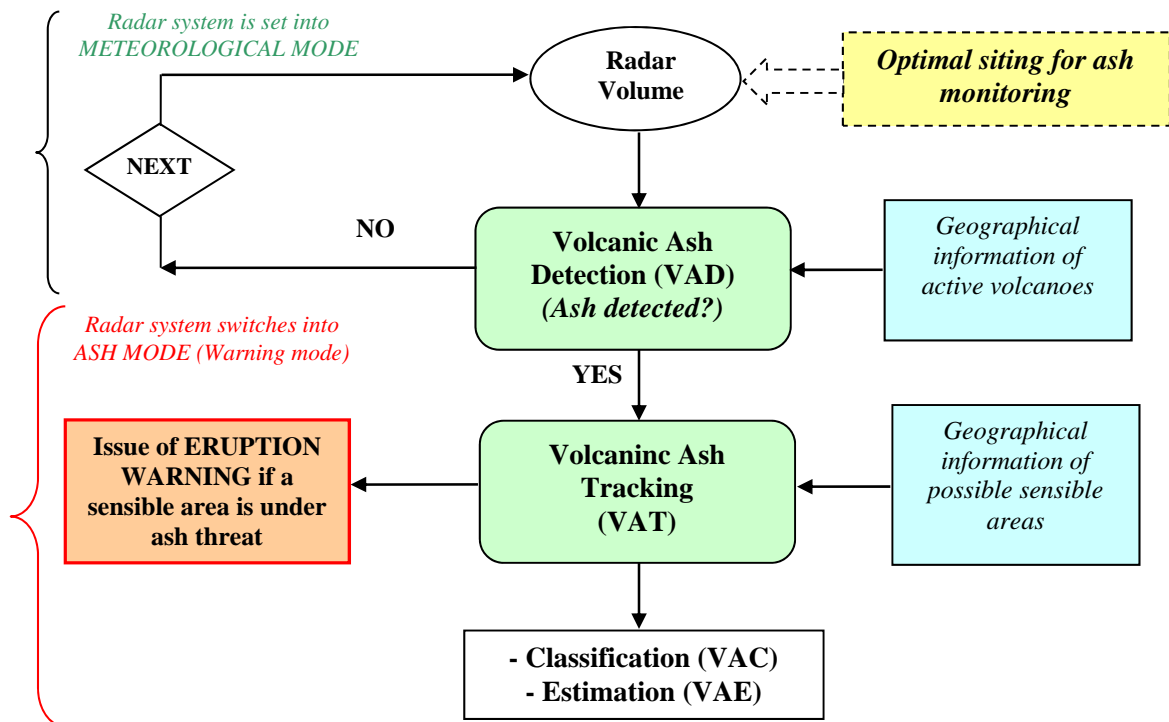 Radar system is set into
METEOROLOGICAL MODE
Radar
Volume
Optimal siting for ash
monitoring
NEXT
NO
Volcanic Ash
Detection (VAD)
(Ash detected?)
Geographical
information of
active volcanoes
Radar system switches into
ASH MODE (Warning mode)
YES
Issue of ERUPTION
WARNING if a
sensible area is under
ash threat
Volcaninc Ash
Tracking
(VAT)
Geographical
information of
possible sensible
areas
- Classification (VAC)
- Estimation (VAE)